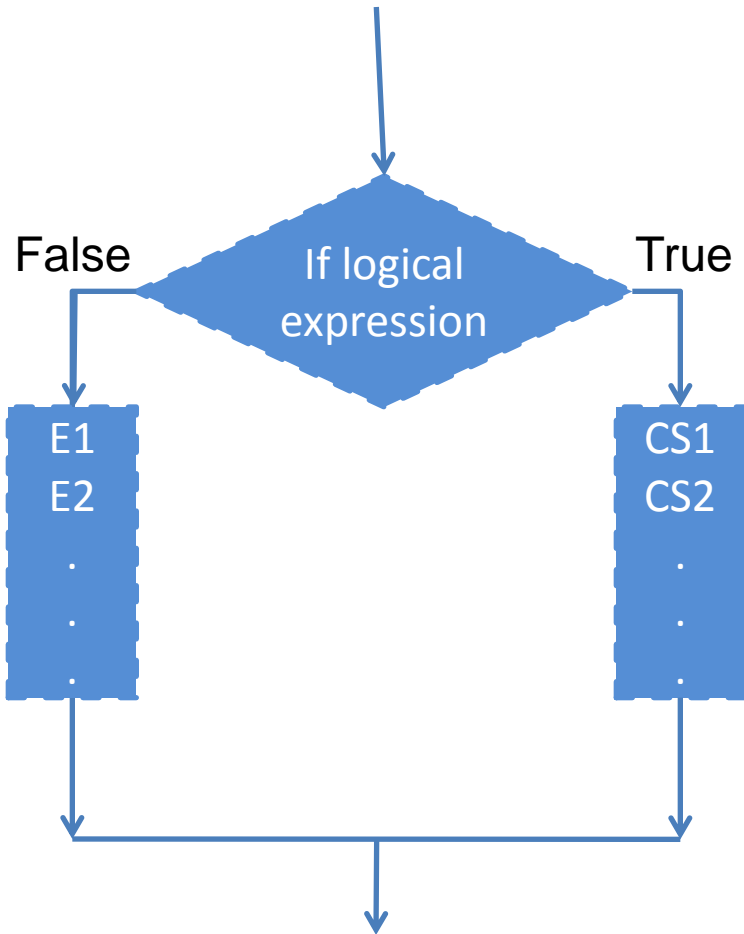 False
If logical
expression
True
E1
E2
.
.
.
CS1
CS2
.
.
.